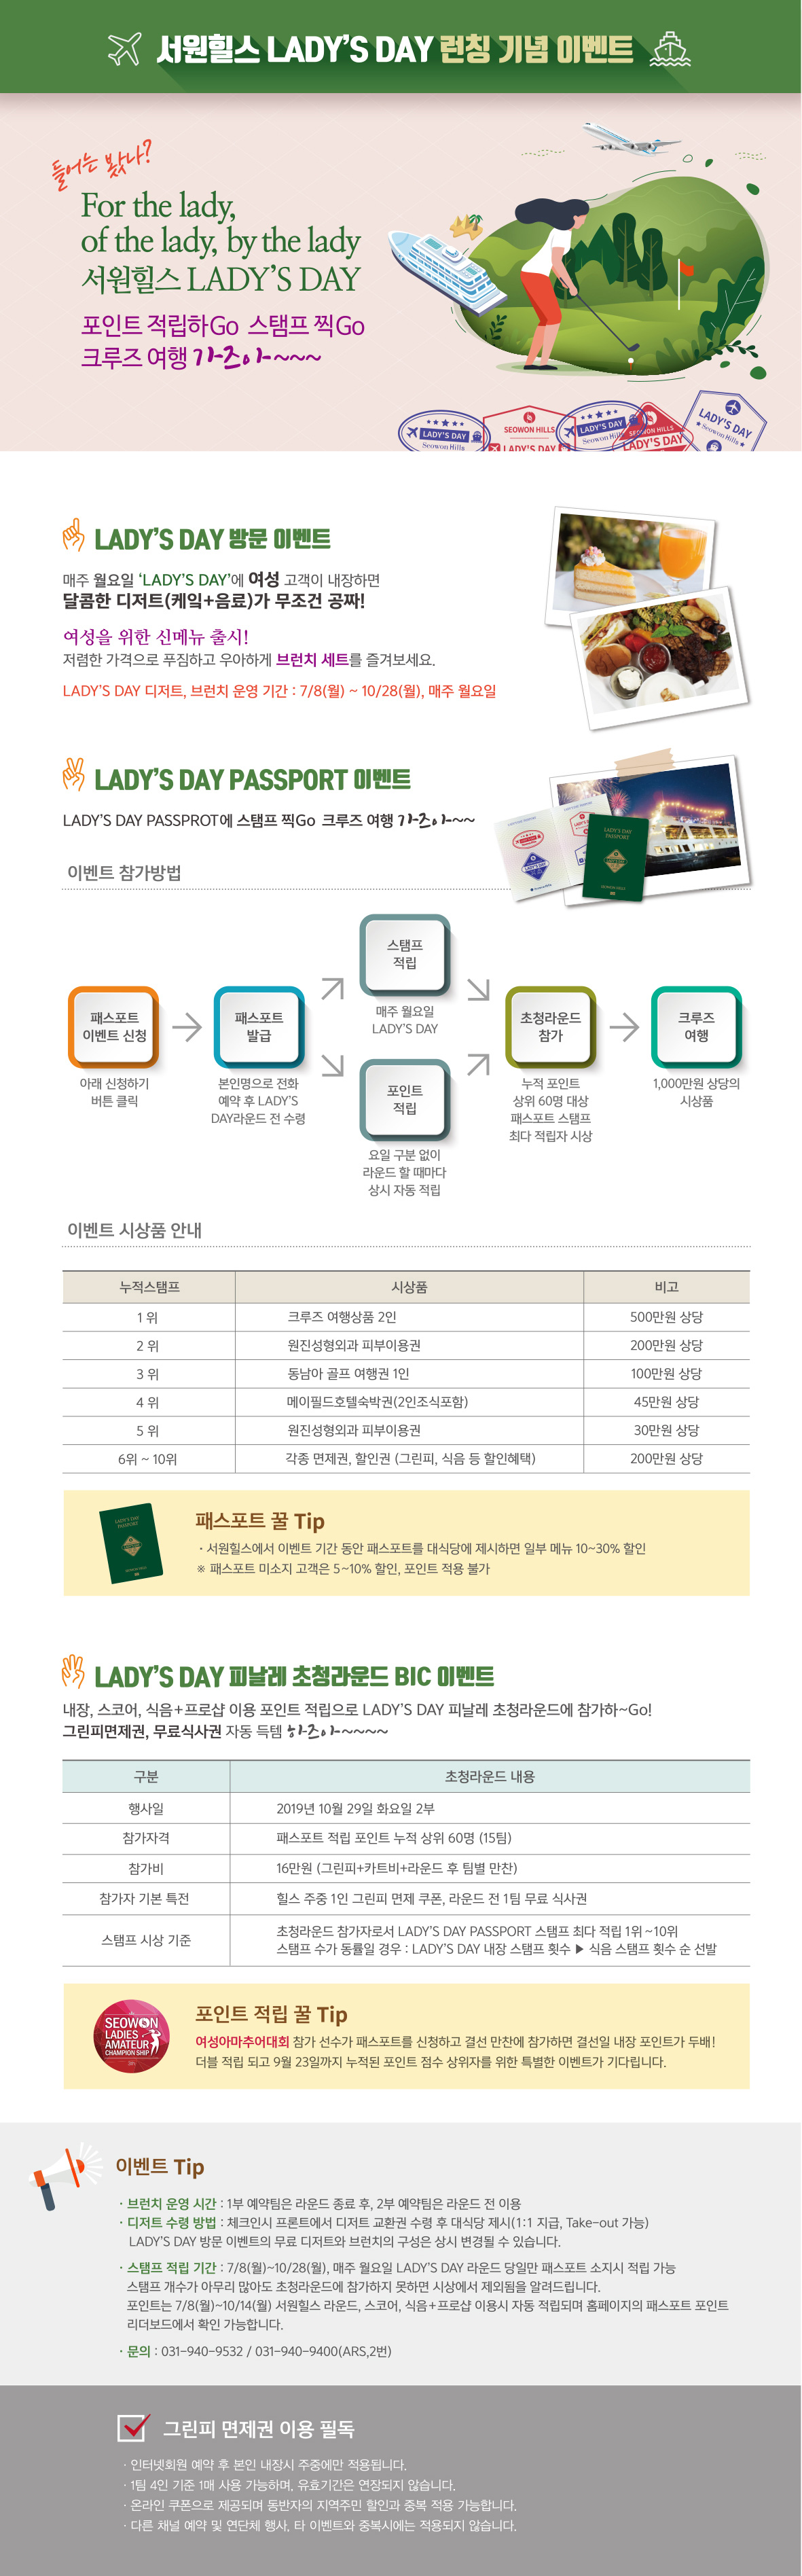 서원힐스 LADY'S DAY 런칭 기념 이벤트
들어는 봤나?
For the lady,
of the lady, by the lady
서원힐스 LADY'S DAY
포인트 적립하Go 스탬프 찍Go
크루즈 여행 가즈아~~~
LADY'S DAY
Seowon Hills
SEOWON HILLS
LADY'S DAY
LADY'S DAY
Seowon Hills
SEOWON HILLS
LADY'S DAY
LADY'S DAY
Seowon Hills
LADY'S DAY 방문 이벤트
매주 월요일 'LADY'S DAY'에 여성 고객이 내장하면
달콤한 디저트(케잌+음료)가 무조건 공짜!
여성을 위한 신메뉴 출시!
저렴한 가격으로 푸짐하고 우아하게 브런치 세트를 즐겨보세요.
LADY'S DAY 디저트, 브런치 운영 기간 : 7/8(월) ~ 10/28(월), 매주 월요일
LADY'S DAY PASSPORT 이벤트
LADY'S DAY PASSPROT에 스탬프 찍Go 크루즈 여행 가즈아~~
LADY'S DAY
PASSPORT
SEOWON HILLS
이벤트 참가방법
스탬프
적립
매주 월요일
LADY'S DAY
패스포트
이벤트 신청
아래 신청하기
버튼 클릭
패스포트
발급
본인명으로 전화
예약 후 LADY'S
DAY라운드 전 수령
포인트
적립
요일 구분 없이
라운드 할 때마다
상시 자동 적립
초청라운드
참가
누적 포인트
상위 60명 대상
패스포트 스탬프
최다 적립자 시상
크루즈
여행
1,000만원 상당의
시상품
이벤트 시상품 안내
누적스탬프 시상품 비고
1 위 크루즈 여행상품 2인 500만원 상당
2 위 원진성형외과 피부이용권 200만원 상당
3 위 동남아 골프 여행권 1인 100만원 상당
4 위 메이필드호텔숙박권(2인조식포함) 45만원 상당
5 위 원진성형외과 피부이용권 30만원 상당
6위 ~ 10위 각종 면제권, 할인권 (그린피, 식음 등 할인혜택) 200만원 상당
LADY'S DAY
PASSPORT
패스포트 꿀 Tip
· 서원힐스에서 이벤트 기간 동안 패스포트를 대식당에 제시하면 일부 메뉴 10~30% 할인
※ 패스포트 미소지 고객은 5~10% 할인, 포인트 적용 불가
LADY'S DAY 피날레 초청라운드 BIC 이벤트
내장, 스코어, 식음+프로샵 이용 포인트 적립으로 LADY'S DAY 피날레 초청라운드에 참가하~Go!
그린피면제권, 무료식사권 자동 득템 하즈아~~~~~
구분 초청라운드 내용
행사일 2019년 10월 29일 화요일 2부
참가자격 패스포트 적립 포인트 누적 상위 60명 (15팀)
참가비 16만원 (그린피+카트비+라운드 후 팀별 만찬)
참가자 기본 특전 힐스 주중 1인 그린피 면제 쿠폰, 라운드 전 1팀 무료 식사권
스탬프 시상 기준 초청라운드 참가자로서 LADY'S DAY PASSPORT 스탬프 최다 적립 1위 ~10위
스탬프 수가 동률일 경우 : LADY'S DAY 내장 스탬프 횟수 ▶ 식음 스탬프 횟수 순 선발
SEOWON
LADIES
AMATEUR
CHAMPIONSHIP
포인트 적립 꿀 Tip
여성아마추어대회 참가 선수가 패스포트를 신청하고 결선 만찬에 참가하면 결선일 내장 포인트가 두배!
더블 적립 되고 9월 23일까지 누적된 포인트 점수 상위자를 위한 특별한 이벤트가 기다립니다.
이벤트 Tip
· 브런치 운영 시간 : 1부 예약팀은 라운드 종료 후, 2부 예약팀은 라운드 전 이용
· 디저트 수령 방법 : 체크인시 프론트에서 디저트 교환권 수령 후 대식당 제시(1:1 지급, Take-out 가능)
LADY'S DAY 방문 이벤트의 무료 디저트와 브런치의 구성은 상시 변경될 수 있습니다.
· 스탬프 적립 기간 : 7/8(월)~10/28(월), 매주 월요일 LADY'S DAY 라운드 당일만 패스포트 소지시 적립 가능
스탬프 개수가 아무리 많아도 초청라운드에 참가하지 못하면 시상에서 제외됨을 알려드립니다.
포인트는 7/8(월)~10/14(월) 서원힐스 라운드, 스코어, 식음+프로샵 이용시 자동 적립되며 홈페이지의 패스포트 포인트
리더보드에서 확인 가능합니다.
· 문의 : 031-940-9532 / 031-940-9400(ARS,2번)
그린피 면제권 이용 필독
· 인터넷회원 예약 후 본인 내장시 주중에만 적용됩니다.
· 1팀 4인 기준 1매 사용 가능하며, 유효기간은 연장되지 않습니다.
· 온라인 쿠폰으로 제공되며 동반자의 지역주민 할인과 중복 적용 가능합니다.
· 다른 채널 예약 및 연단체 행사, 타 이벤트와 중복시에는 적용되지 않습니다.